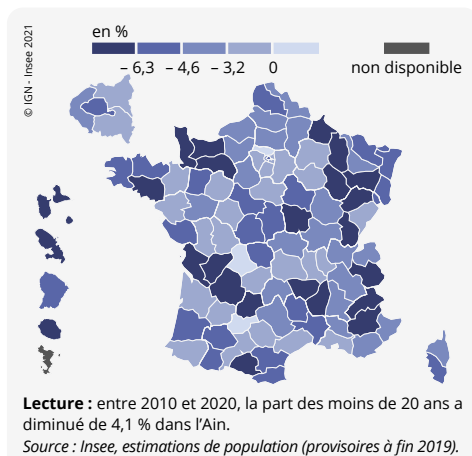 © IGN - Insee 2021
en %
– 6,3 – 4,6 – 3,2 0
non disponible
Lecture : entre 2010 et 2020, la part des moins de 20 ans a
diminué de 4,1 % dans l’Ain.
Source : Insee, estimations de population (provisoires à fin 2019).